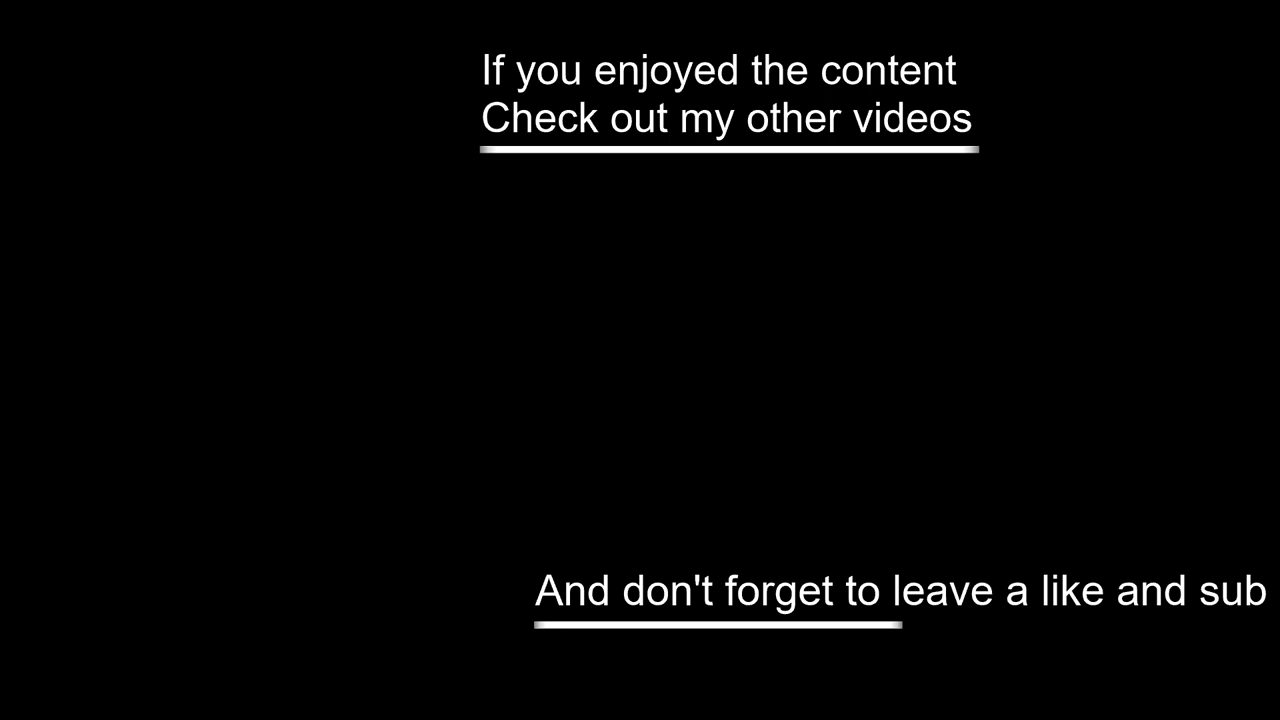 If you enjoyed the content
Check out my other videos
And don't forget to leave a like and sub